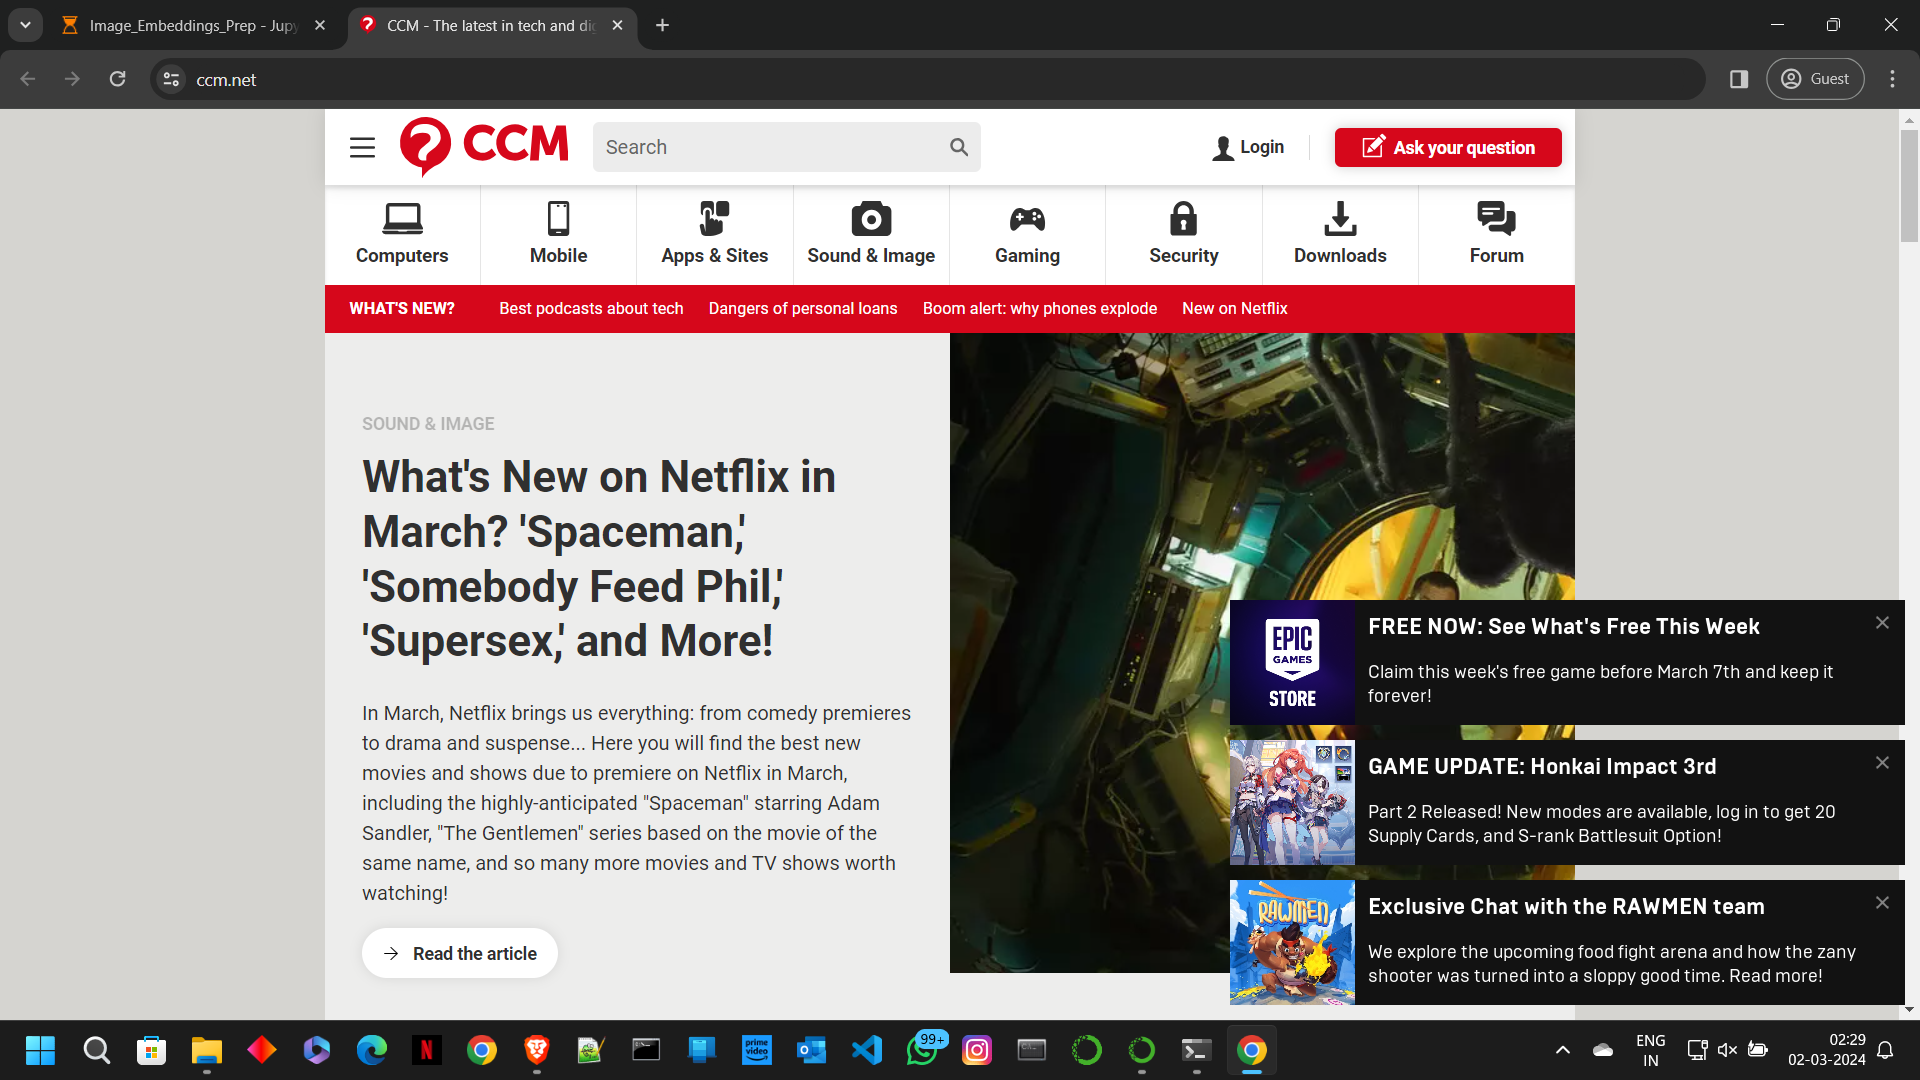 Image_Embeddings_Prep - Jupy
CCM - The latest in tech and dig
ccm.net
Guest
CCM
Search
Login
Ask your question
Computers
Mobile
Apps & Sites
Sound & Image
Gaming
Security
Downloads
Forum
WHAT'S NEW?
Best podcasts about tech
Dangers of personal loans
Boom alert: why phones explode
New on Netflix
SOUND & IMAGE
What's New on Netflix in
March? 'Spaceman,'
'Somebody Feed Phil,'
'Supersex,' and More!
In March, Netflix brings us everything: from comedy premieres
to drama and suspense... Here you will find the best new
movies and shows due to premiere on Netflix in March,
including the highly-anticipated "Spaceman" starring Adam
Sandler, "The Gentlemen" series based on the movie of the
same name, and so many more movies and TV shows worth
watching!
Read the article
EPIC
GAMES
STORE
FREE NOW: See What's Free This Week
Claim this week's free game before March 7th and keep it
forever!
GAME UPDATE: Honkai Impact 3rd
Part 2 Released! New modes are available, log in to get 20
Supply Cards, and S-rank Battlesuit Option!
RAWMEN
Exclusive Chat with the RAWMEN team
We explore the upcoming food fight arena and how the zany
shooter was turned into a sloppy good time. Read more!
N
prime
video
99+
ENG
IN
02:29
02-03-2024